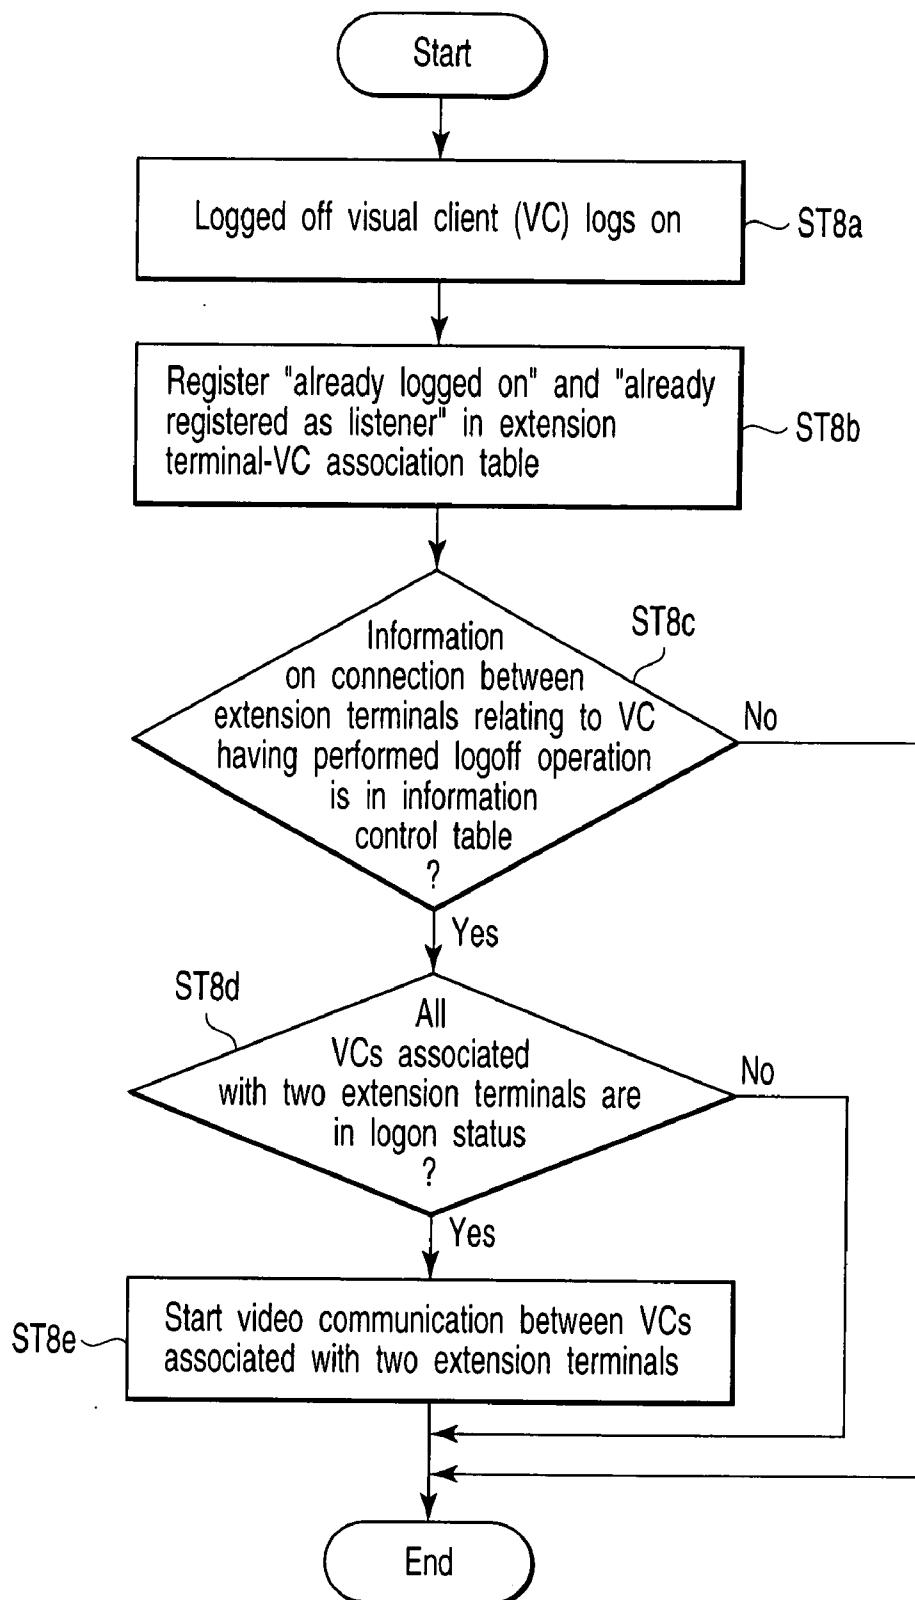 Start
Logged off visual client (VC) logs on
ST8a
Register "already logged on" and "already
registered as listener" in extension
terminal-VC association table
ST8b
ST8c
Information
on connection between
extension terminals relating to VC
having performed logoff operation
is in information
control table
?
No
Yes
ST8d
All
VCs associated
with two extension terminals are
in logon status
?
No
Yes
ST8e
Start video communication between VCs
associated with two extension terminals
End